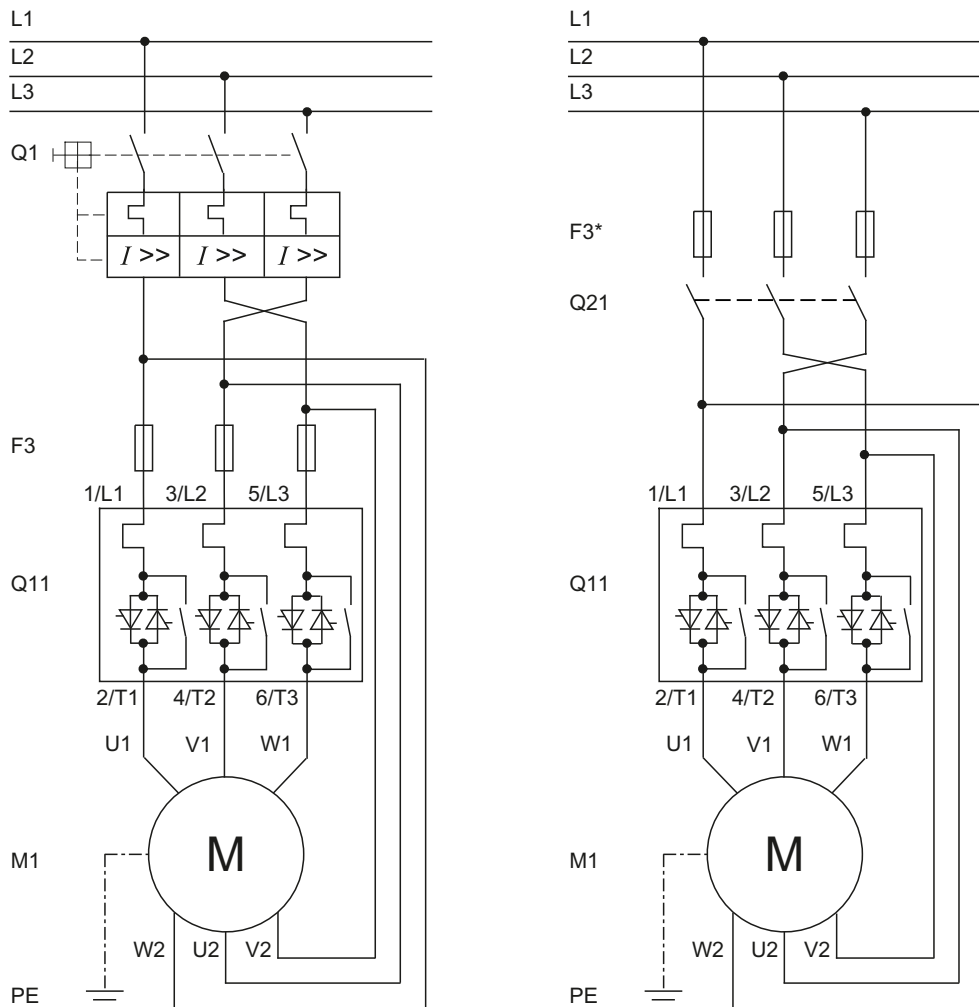 L1
L2
L3
Q1
I >> I >> I >>
F3
1/L1 3/L2 5/L3
Q11
2/T1 4/T2 6/T3
U1 V1 W1
M1
M
W2 U2 V2
PE
L1
L2
L3
F3*
Q21
1/L1 3/L2 5/L3
Q11
2/T1 4/T2 6/T3
U1 V1 W1
M1
M
W2 U2 V2
PE